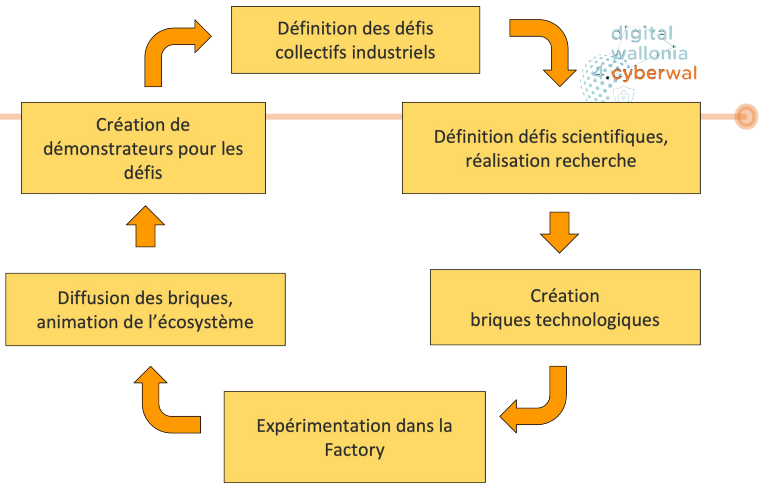 Définition des défis
collectifs industriels
digital
wallonia
4.cyberwal
Définition défis scientifiques,
réalisation recherche
Création
briques technologiques
Expérimentation dans la
Factory
Diffusion des briques,
animation de l’écosystème
Création de
démonstrateurs pour les
défis